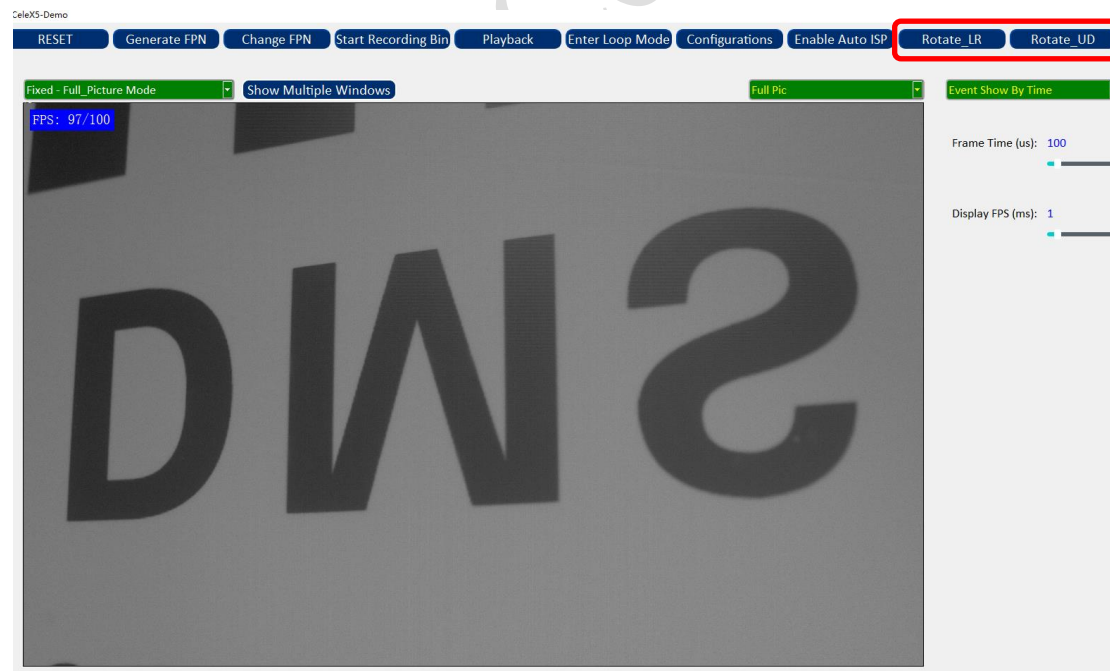 CeleX5-Demo
RESET Generate FPN Change FPN Start Recording Bin Playback Enter Loop Mode Configurations Enable Auto ISP Rotate_LR Rotate_UD
Fixed - Full_Picture Mode Show Multiple Windows Full Pic Event Show By Time
FPS: 97/100
Frame Time (us): 100
Display FPS (ms): 1
DMS